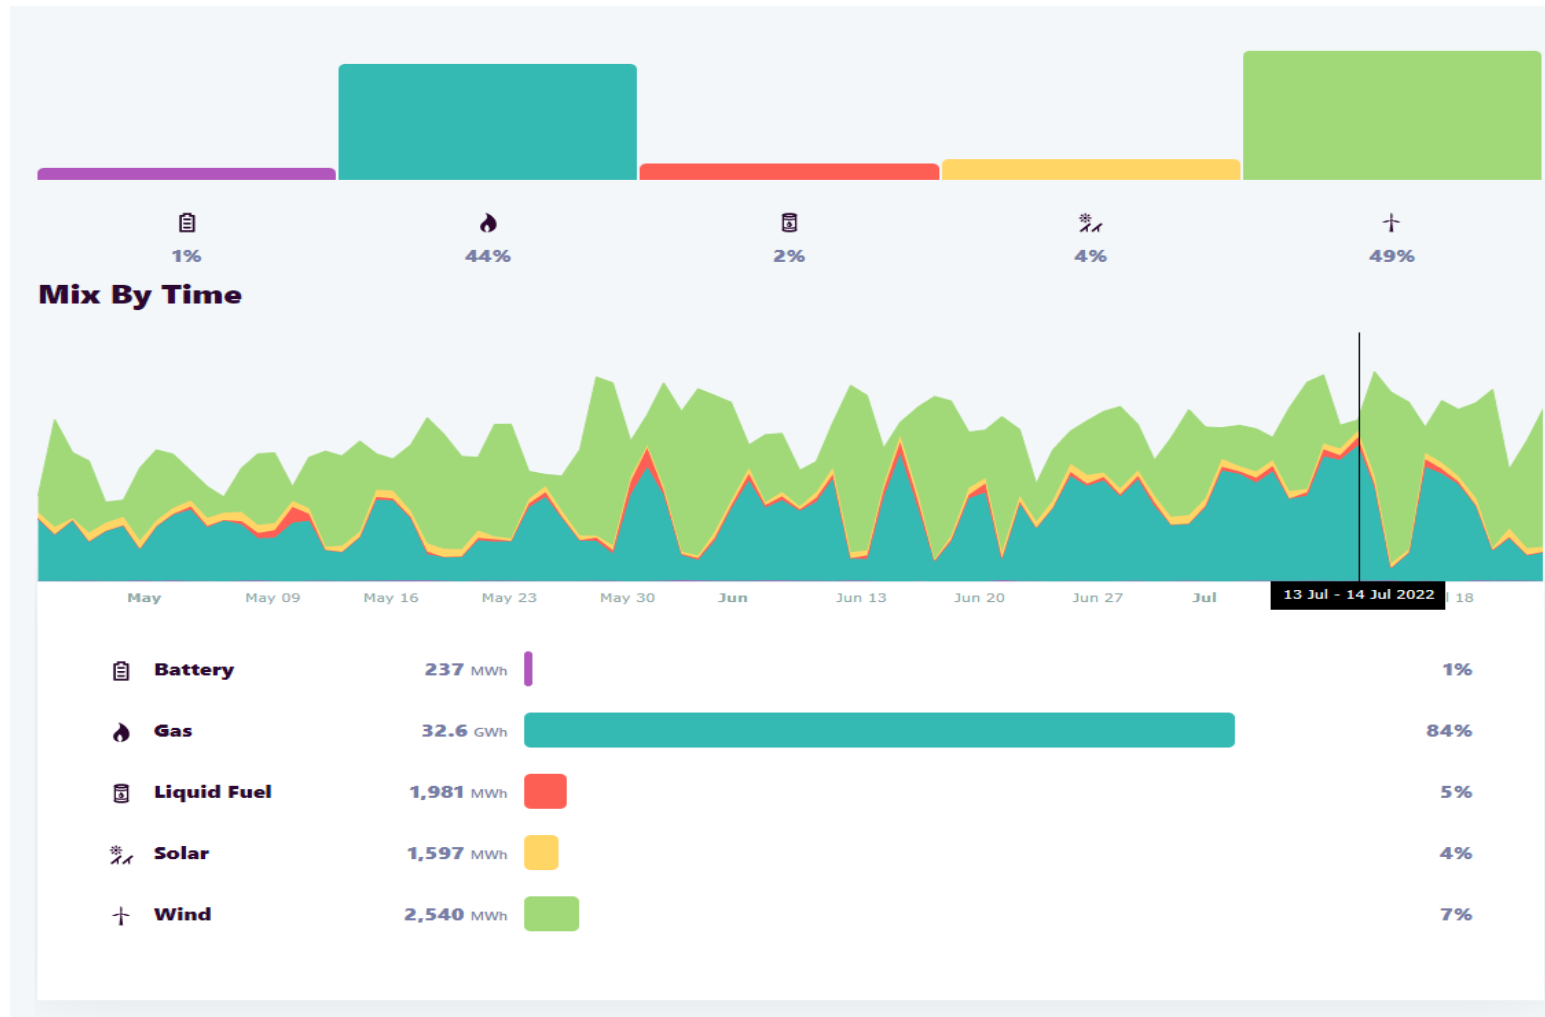 1% 44% 2% 4% 49%
Mix By Time
May May 09 May 16 May 23 May 30 Jun Jun 13 Jun 20 Jun 27 Jul 13 Jul - 14 Jul 2022 18
Battery 237 MWh 1%
Gas 32.6 GWh 84%
Liquid Fuel 1,981 MWh 5%
Solar 1,597 MWh 4%
Wind 2,540 MWh 7%